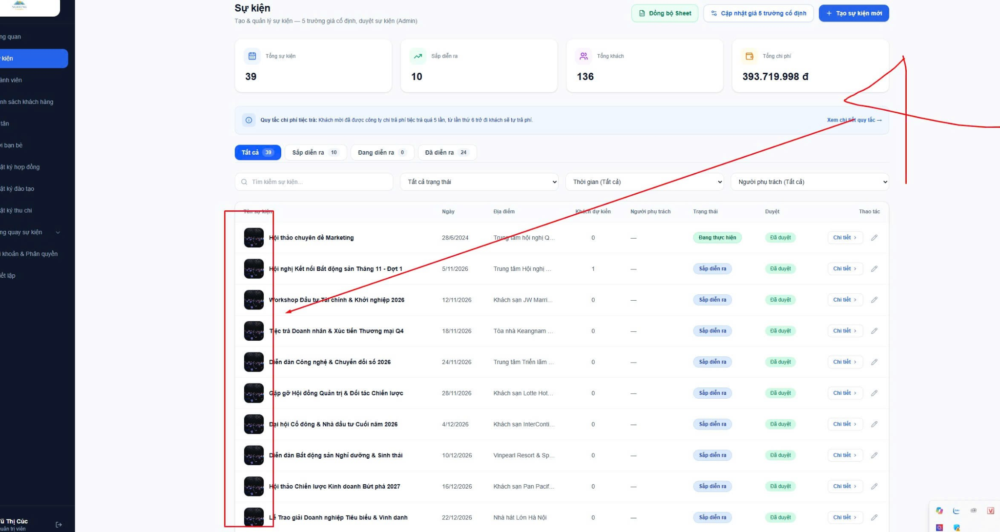 NGHIENG
Sự kiện
Tạo & quản lý sự kiện — 5 trường giá cố định, duyệt sự kiện (Admin)
Đồng bộ Sheet
Cập nhật giá 5 trường cố định
+ Tạo sự kiện mới
ng quan
kiện
ành viên
nh sách khách hàng
tân
i bạn bè
ật ký hợp đồng
ật ký đào tạo
ật ký thu chi
ng quay sự kiện
i khoản & Phân quyền
iết lập
ũ Thị Cúc
uản trị viên
Tổng sự kiện
39
Sắp diễn ra
10
Tổng khách
136
Tổng chi phí
393.719.998 đ
Quy tắc chi phí tiệc trà: Khách mời đã được công ty chi trả phí tiệc trà quá 5 lần, từ lần thứ 6 trở đi khách sẽ tự trả phí.
Xem chi tiết quy tắc →
Tất cả 39
Sắp diễn ra 10
Đang diễn ra 0
Đã diễn ra 24
Tìm kiếm sự kiện...
Tất cả trạng thái
Thời gian (Tất cả)
Người phụ trách (Tất cả)
Tên sự kiện Ngày Địa điểm Khách dự kiến Người phụ trách Trạng thái Duyệt Thao tác
Hội thảo chuyên đề Marketing 28/6/2024 Trung tâm hội nghị Q... 0 — Đang thực hiện Đã duyệt Chi tiết ›
Hội nghị Kết nối Bất động sản Tháng 11 - Đợt 1 5/11/2026 Trung tâm Hội nghị ... 1 — Sắp diễn ra Đã duyệt Chi tiết ›
Workshop Đầu tư Tài chính & Khởi nghiệp 2026 12/11/2026 Khách sạn JW Marri... 0 — Sắp diễn ra Đã duyệt Chi tiết ›
Tiệc trà Doanh nhân & Xúc tiến Thương mại Q4 18/11/2026 Tòa nhà Keangnam ... 0 — Sắp diễn ra Đã duyệt Chi tiết ›
Diễn đàn Công nghệ & Chuyển đổi số 2026 24/11/2026 Trung tâm Triển lãm ... 0 — Sắp diễn ra Đã duyệt Chi tiết ›
Gặp gỡ Hội đồng Quản trị & Đối tác Chiến lược 28/11/2026 Khách sạn Lotte Hot... 0 — Sắp diễn ra Đã duyệt Chi tiết ›
Đại hội Cổ đông & Nhà đầu tư Cuối năm 2026 4/12/2026 Khách sạn InterConti... 0 — Sắp diễn ra Đã duyệt Chi tiết ›
Diễn đàn Bất động sản Nghỉ dưỡng & Sinh thái 10/12/2026 Vinpearl Resort & Sp... 0 — Sắp diễn ra Đã duyệt Chi tiết ›
Hội thảo Chiến lược Kinh doanh Bứt phá 2027 16/12/2026 Khách sạn Pan Pacif... 0 — Sắp diễn ra Đã duyệt Chi tiết ›
Lễ Trao giải Doanh nghiệp Tiêu biểu & Vinh danh 22/12/2026 Nhà hát Lớn Hà Nội 0 — Sắp diễn ra Đã duyệt Chi tiết ›